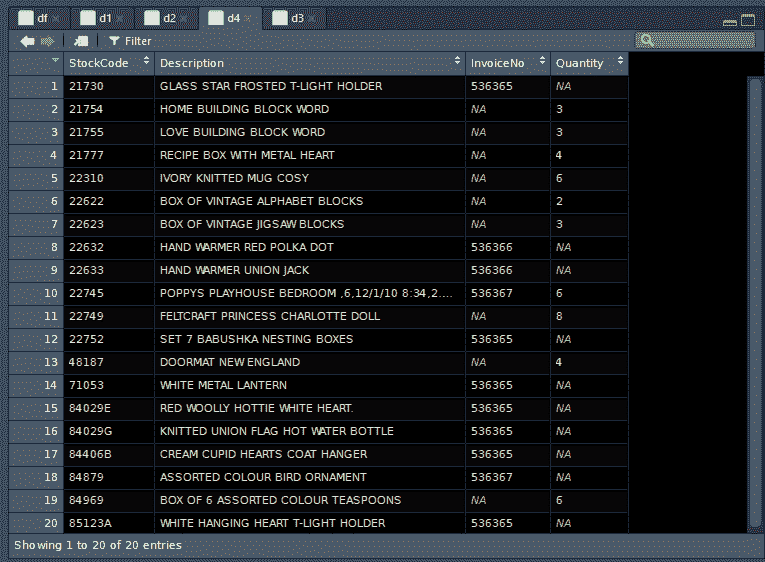 df d1 d2 d4 d3
Filter
StockCode Description InvoiceNo Quantity
1 21730 GLASS STAR FROSTED T-LIGHT HOLDER 536365 NA
2 21754 HOME BUILDING BLOCK WORD NA 3
3 21755 LOVE BUILDING BLOCK WORD NA 3
4 21777 RECIPE BOX WITH METAL HEART NA 4
5 22310 IVORY KNITTED MUG COSY NA 6
6 22622 BOX OF VINTAGE ALPHABET BLOCKS NA 2
7 22623 BOX OF VINTAGE JIGSAW BLOCKS NA 3
8 22632 HAND WARMER RED POLKA DOT 536366 NA
9 22633 HAND WARMER UNION JACK 536366 NA
10 22745 POPPYS PLAYHOUSE BEDROOM ,6,12/1/10 8:34,2.... 536367 6
11 22749 FELTCRAFT PRINCESS CHARLOTTE DOLL NA 8
12 22752 SET 7 BABUSHKA NESTING BOXES 536365 NA
13 48187 DOORMAT NEW ENGLAND NA 4
14 71053 WHITE METAL LANTERN 536365 NA
15 84029E RED WOOLLY HOTTIE WHITE HEART. 536365 NA
16 84029G KNITTED UNION FLAG HOT WATER BOTTLE 536365 NA
17 84406B CREAM CUPID HEARTS COAT HANGER 536365 NA
18 84879 ASSORTED COLOUR BIRD ORNAMENT 536367 NA
19 84969 BOX OF 6 ASSORTED COLOUR TEASPOONS NA 6
20 85123A WHITE HANGING HEART T-LIGHT HOLDER 536365 NA
Showing 1 to 20 of 20 entries